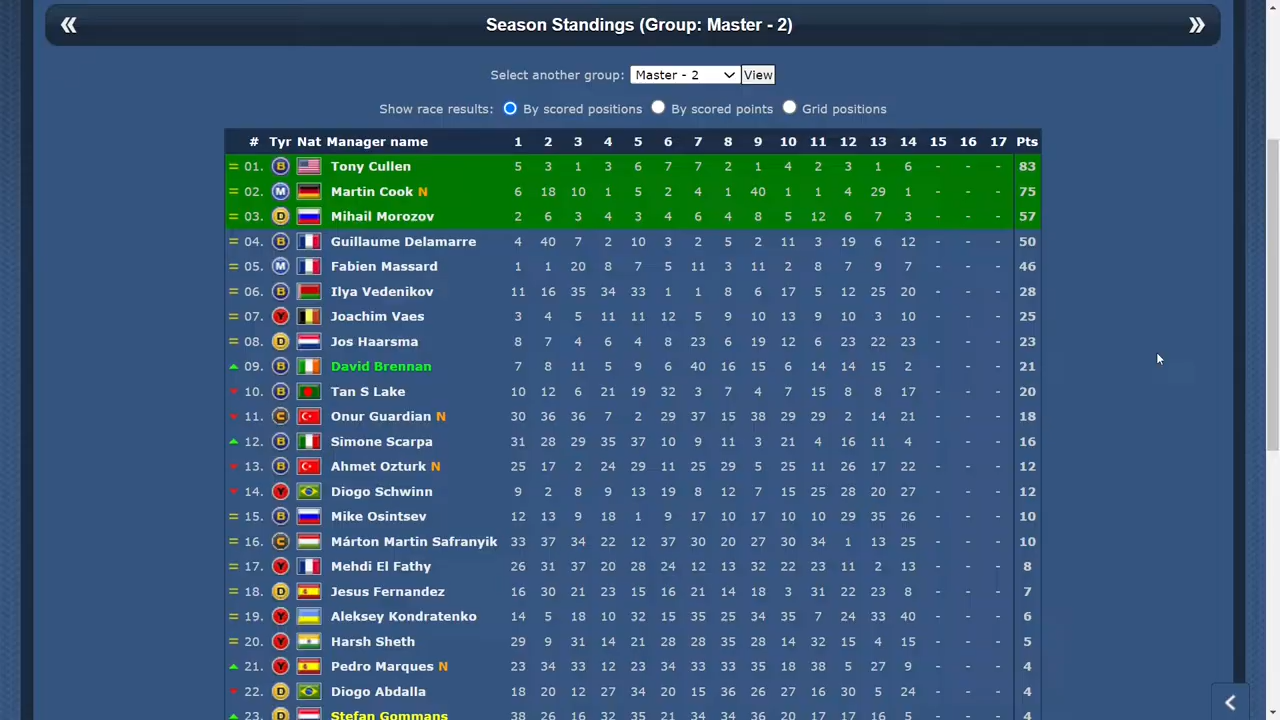 « Season Standings (Group: Master - 2) »
Select another group: Master - 2 View
Show race results: By scored positions By scored points Grid positions
# Tyr Nat Manager name 1 2 3 4 5 6 7 8 9 10 11 12 13 14 15 16 17 Pts
= 01. B Tony Cullen 5 3 1 3 6 7 7 2 1 4 2 3 1 6 - - - 83
= 02. M Martin Cook N 6 18 10 1 5 2 4 1 40 1 1 4 29 1 - - - 75
= 03. D Mihail Morozov 2 6 3 4 3 4 6 4 8 5 12 6 7 3 - - - 57
= 04. B Guillaume Delamarre 4 40 7 2 10 3 2 5 2 11 3 19 6 12 - - - 50
= 05. M Fabien Massard 1 1 20 8 7 5 11 3 11 2 8 7 9 7 - - - 46
= 06. B Ilya Vedenikov 11 16 35 34 33 1 1 8 6 17 5 12 25 20 - - - 28
= 07. Y Joachim Vaes 3 4 5 11 11 12 5 9 10 13 9 10 3 10 - - - 25
= 08. D Jos Haarsma 8 7 4 6 4 8 23 6 19 12 6 23 22 23 - - - 23
09. B David Brennan 7 8 11 5 9 6 40 16 15 6 14 14 15 2 - - - 21
10. B Tan S Lake 10 12 6 21 19 32 3 7 4 7 15 8 8 17 - - - 20
11. C Onur Guardian N 30 36 36 7 2 29 37 15 38 29 29 2 14 21 - - - 18
12. B Simone Scarpa 31 28 29 35 37 10 9 11 3 21 4 16 11 4 - - - 16
13. B Ahmet Ozturk N 25 17 2 24 29 11 25 29 5 25 11 26 17 22 - - - 12
14. Y Diogo Schwinn 9 2 8 9 13 19 8 12 7 15 25 28 20 27 - - - 12
= 15. B Mike Osintsev 12 13 9 18 1 9 17 10 17 10 10 29 35 26 - - - 10
= 16. C Márton Martin Safranyik 33 37 34 22 12 37 30 20 27 30 34 1 13 25 - - - 10
= 17. Y Mehdi El Fathy 26 31 37 20 28 24 12 13 32 22 23 11 2 13 - - - 8
= 18. D Jesus Fernandez 16 30 21 23 15 16 21 14 18 3 31 22 23 8 - - - 7
= 19. Y Aleksey Kondratenko 14 5 18 10 32 15 35 25 34 35 7 24 33 40 - - - 6
= 20. Y Harsh Sheth 29 9 31 14 21 28 28 35 28 14 32 15 4 15 - - - 5
21. Y Pedro Marques N 23 34 33 12 23 34 33 33 35 18 38 5 27 9 - - - 4
22. D Diogo Abdalla 18 20 12 27 34 20 15 36 26 27 16 30 5 24 - - - 4
23. D Stefan Gommans 38 26 16 32 35 21 34 34 36 20 17 17 16 5 - - - 4